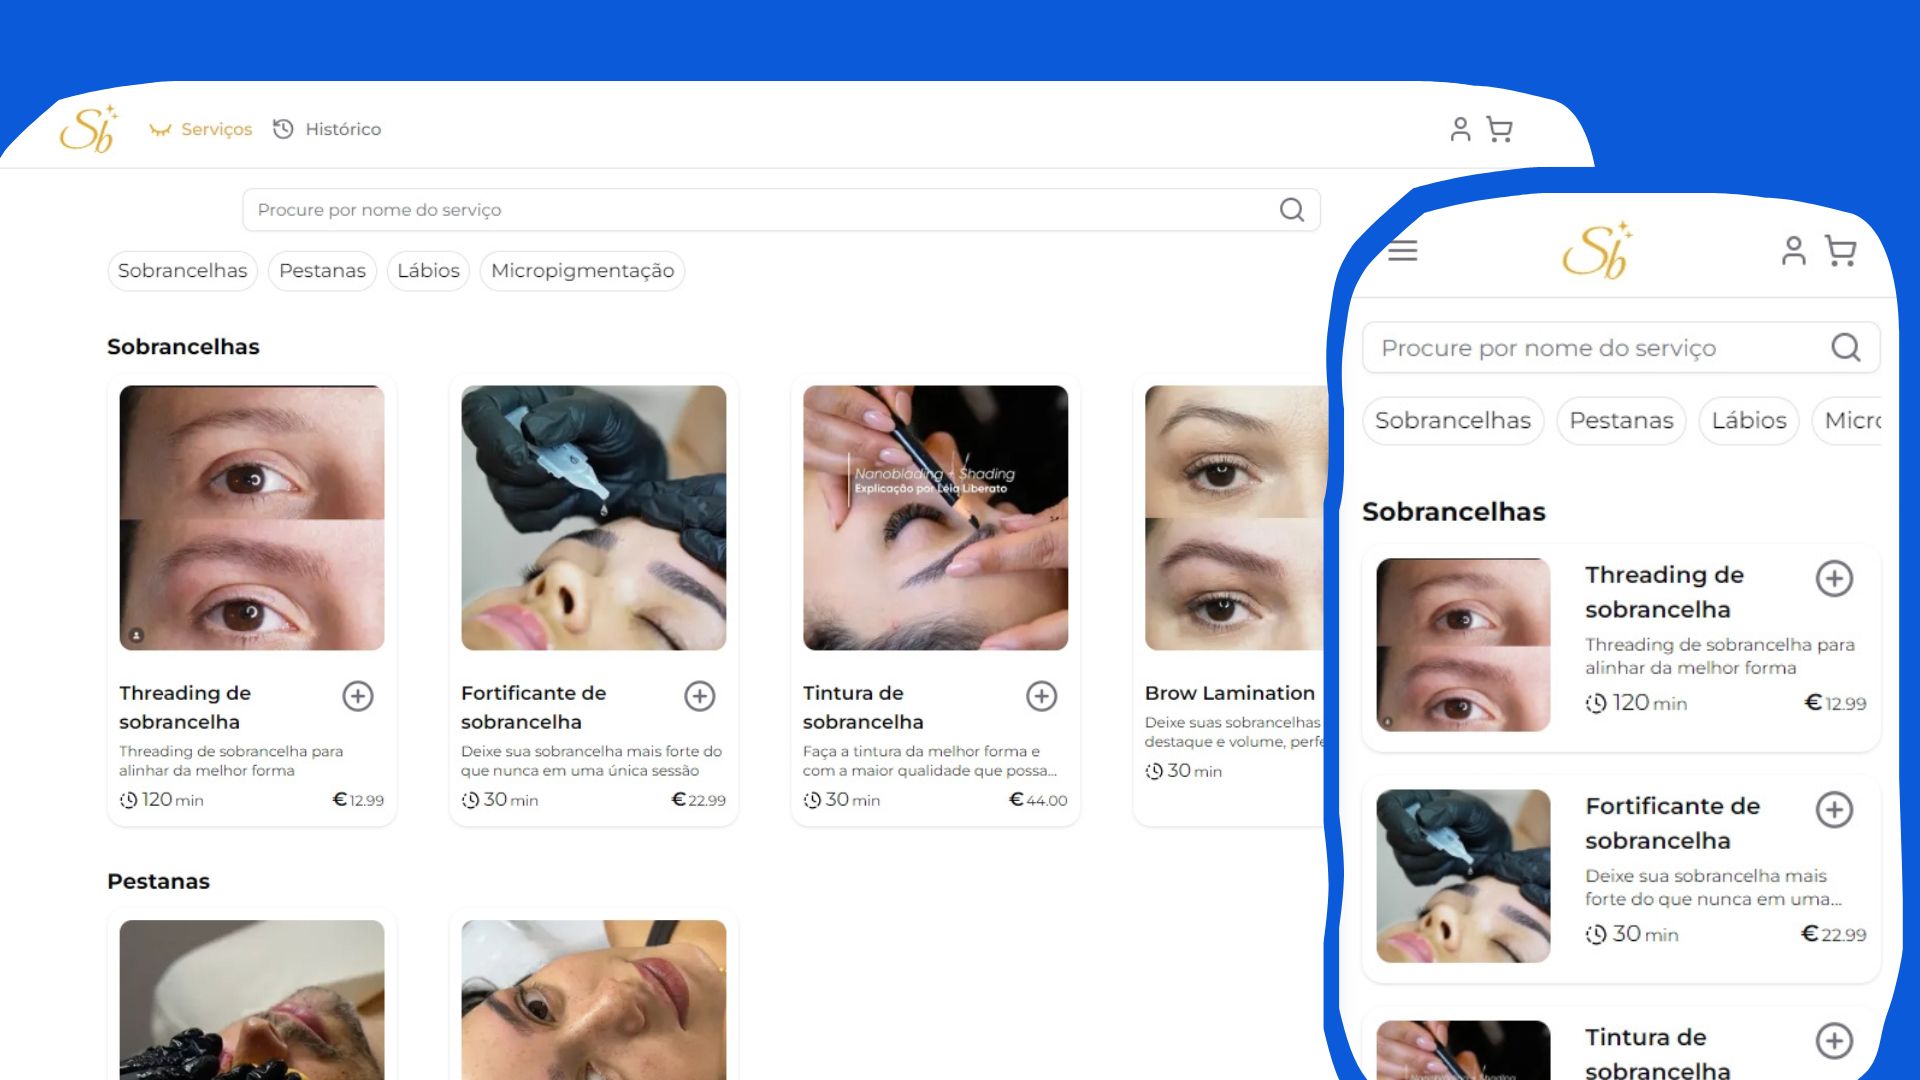 Sb
Serviços
Histórico
Procure por nome do serviço
Sobrancelhas
Pestanas
Lábios
Micropigmentação
Sobrancelhas
Nanoblading + Shading
Explicação por Léia Liberato
Threading de
sobrancelha
Threading de sobrancelha para
alinhar da melhor forma
120 min
€ 12.99
Fortificante de
sobrancelha
Deixe sua sobrancelha mais forte do
que nunca em uma única sessão
30 min
€ 22.99
Tintura de
sobrancelha
Faça a tintura da melhor forma e
com a maior qualidade que possa...
30 min
€ 44.00
Brow Lamination
Deixe suas sobrancelhas
destaque e volume, perfe
30 min
Pestanas
Sb
Procure por nome do serviço
Sobrancelhas
Pestanas
Lábios
Micro
Sobrancelhas
Threading de
sobrancelha
Threading de sobrancelha para
alinhar da melhor forma
120 min
€ 12.99
Fortificante de
sobrancelha
Deixe sua sobrancelha mais
forte do que nunca em uma...
30 min
€ 22.99
Tintura de
sobrancelha